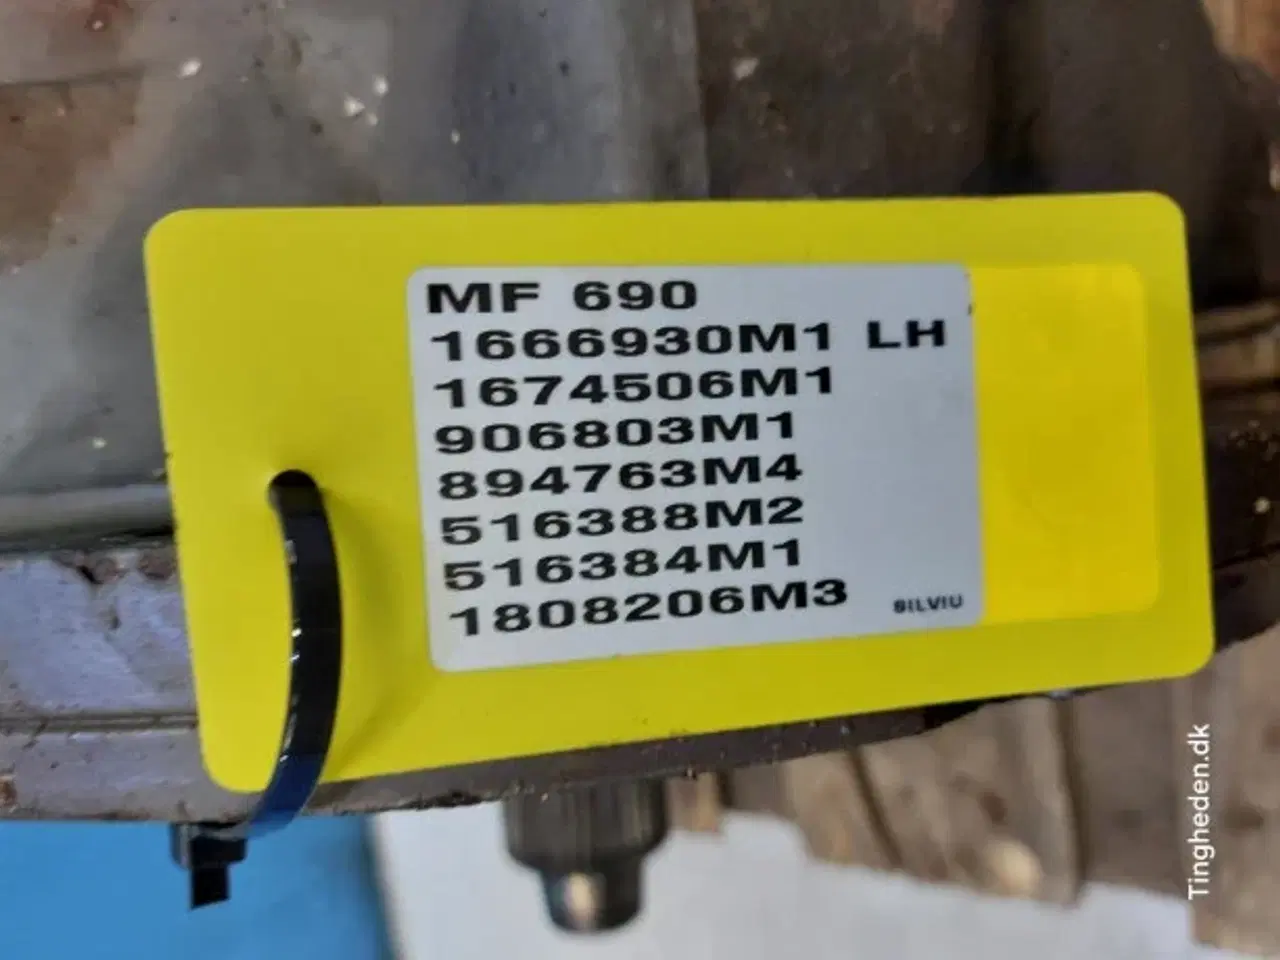 MF 690
1666930M1 LH
1674506M1
906803M1
894763M4
516388M2
516384M1
1808206M3
SILVIU
Tingheden.dk